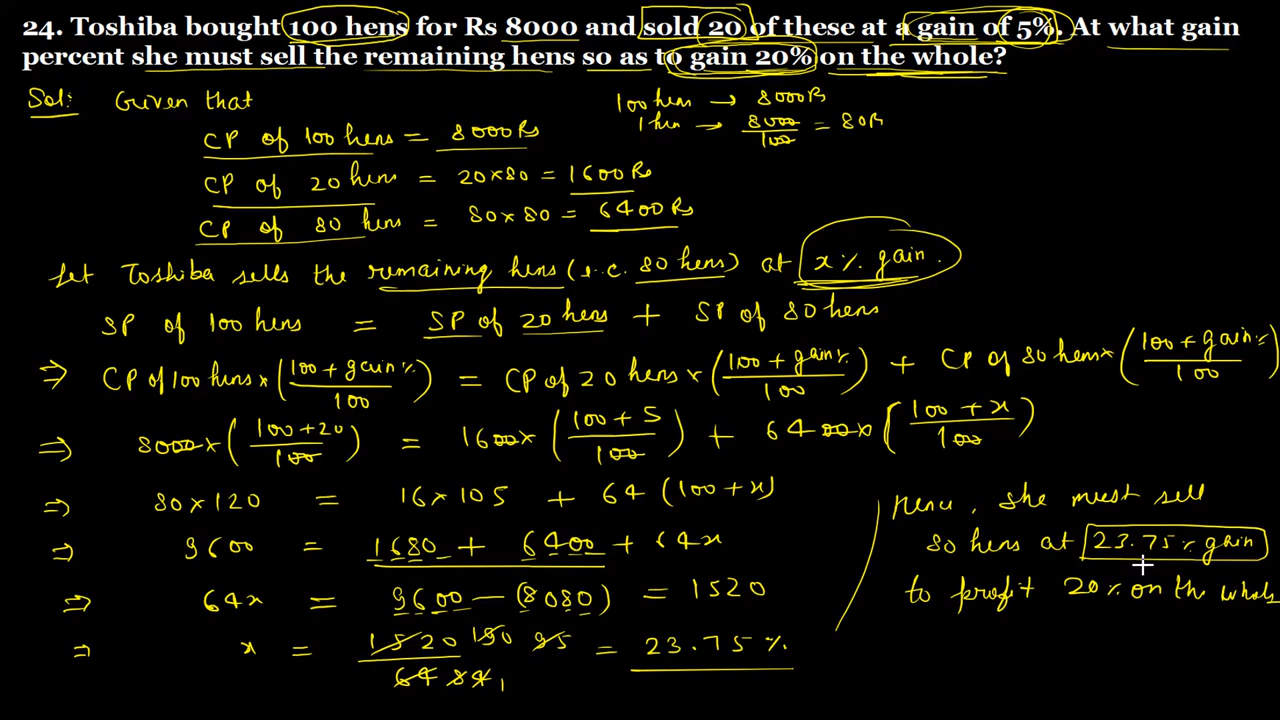 24. Toshiba bought 100 hens for Rs 8000 and sold 20 of these at a gain of 5%. At what gain
percent she must sell the remaining hens so as to gain 20% on the whole?
Sol: Given that
100 hens → 8000Rs
1 hen → 8000/100 = 80Rs
CP of 100 hens = 8000Rs
CP of 20 hens = 20×80 = 1600Rs
CP of 80 hens = 80×80 = 6400Rs
Let Toshiba sells the remaining hens (i.e. 80 hens) at x% gain.
SP of 100 hens = SP of 20 hens + SP of 80 hens
⇒ CP of 100 hens × (100 + gain%/100) = CP of 20 hens × (100 + gain%/100) + CP of 80 hens × (100 + gain%/100)
⇒ 8000 × (100+20/100) = 1600 × (100 + 5/100) + 6400 × (100 + x/100)
⇒ 80×120 = 16×105 + 64 (100+x)
⇒ 9600 = 1680 + 6400 + 64x
⇒ 64x = 9600 – (8080) = 1520
⇒ x = 1520 190 95/64 8 4 1 = 23.75%
Hence, she must sell
80 hens at 23.75% gain
to profit 20% on the whole